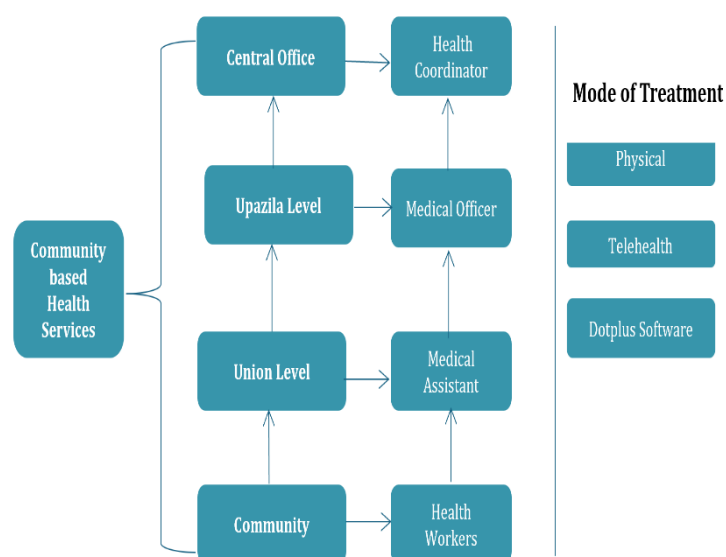 Community
based
Health
Services
Central Office
Health
Coordinator
Upazila Level
Medical Officer
Union Level
Medical
Assistant
Community
Health
Workers
Mode of Treatment
Physical
Telehealth
Dotplus Software